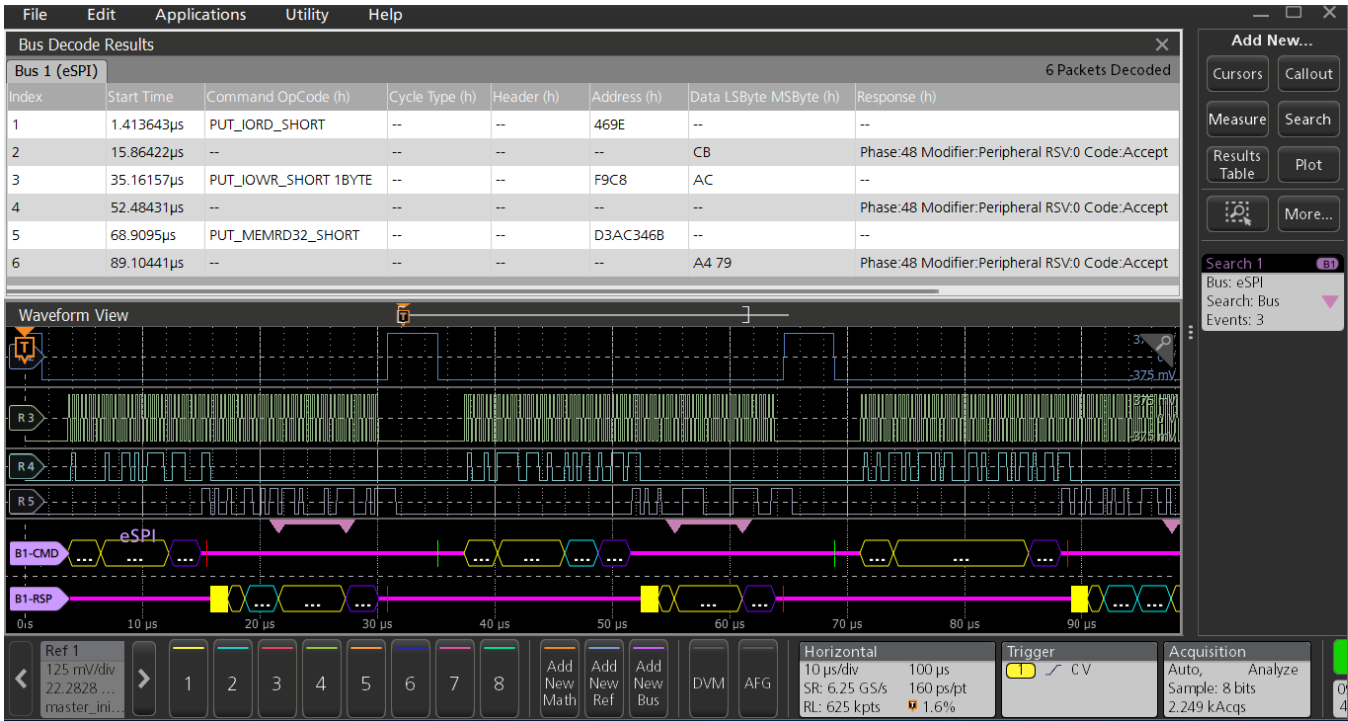 File Edit Applications Utility Help
Bus Decode Results
Bus 1 (eSPI) 6 Packets Decoded
Index Start Time Command OpCode (h) Cycle Type (h) Header (h) Address (h) Data LSByte MSByte (h) Response (h)
1 1.413643µs PUT_IORD_SHORT -- -- 469E -- --
2 15.86422µs -- -- -- -- CB Phase:48 Modifier:Peripheral RSV:0 Code:Accept
3 35.16157µs PUT_IOWR_SHORT 1BYTE -- -- F9C8 AC --
4 52.48431µs -- -- -- -- -- Phase:48 Modifier:Peripheral RSV:0 Code:Accept
5 68.9095µs PUT_MEMRD32_SHORT -- -- D3AC346B -- --
6 89.10441µs -- -- -- -- A4 79 Phase:48 Modifier:Peripheral RSV:0 Code:Accept
Waveform View
T
T
-375 mV
R3
R4
R5
eSPI
B1-CMD ... ... ... ... ... ... ... ... ... ...
B1-RSP ... ... ... ... ... ... ...
0 s 10 µs 20 µs 30 µs 40 µs 50 µs 60 µs 70 µs 80 µs 90 µs
Add New...
Cursors Callout
Measure Search
Results Table Plot
More...
Search 1 B1
Bus: eSPI
Search: Bus
Events: 3
Ref 1
125 mV/div
22.2828 ...
master_ini...
1 2 3 4 5 6 7 8
Add New Math
Add New Ref
Add New Bus
DVM AFG
Horizontal
10 µs/div 100 µs
SR: 6.25 GS/s 160 ps/pt
RL: 625 kpts 1.6%
Trigger
1 C V
Acquisition
Auto, Analyze
Sample: 8 bits
2.249 kAcqs